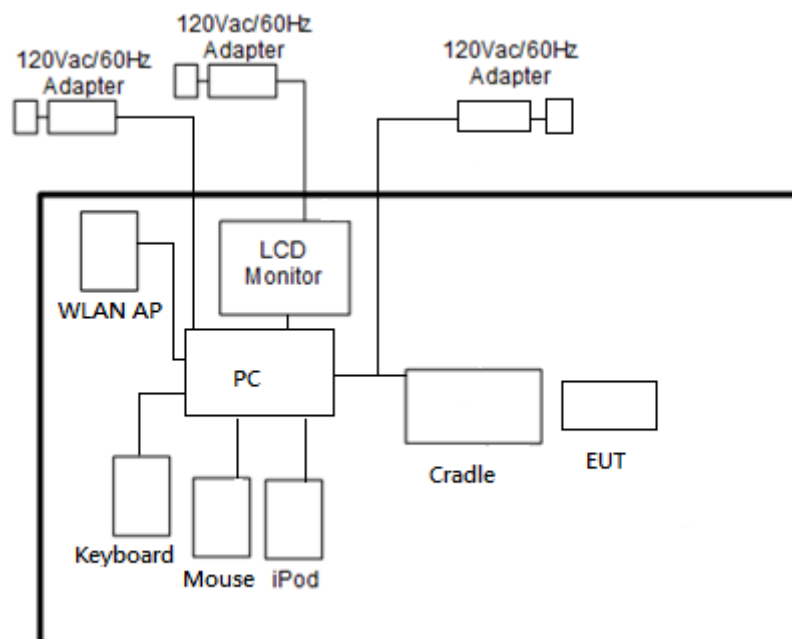 120Vac/60Hz
Adapter
120Vac/60Hz
Adapter
120Vac/60Hz
Adapter
LCD
Monitor
WLAN AP
PC
Cradle
EUT
Keyboard
Mouse
iPod